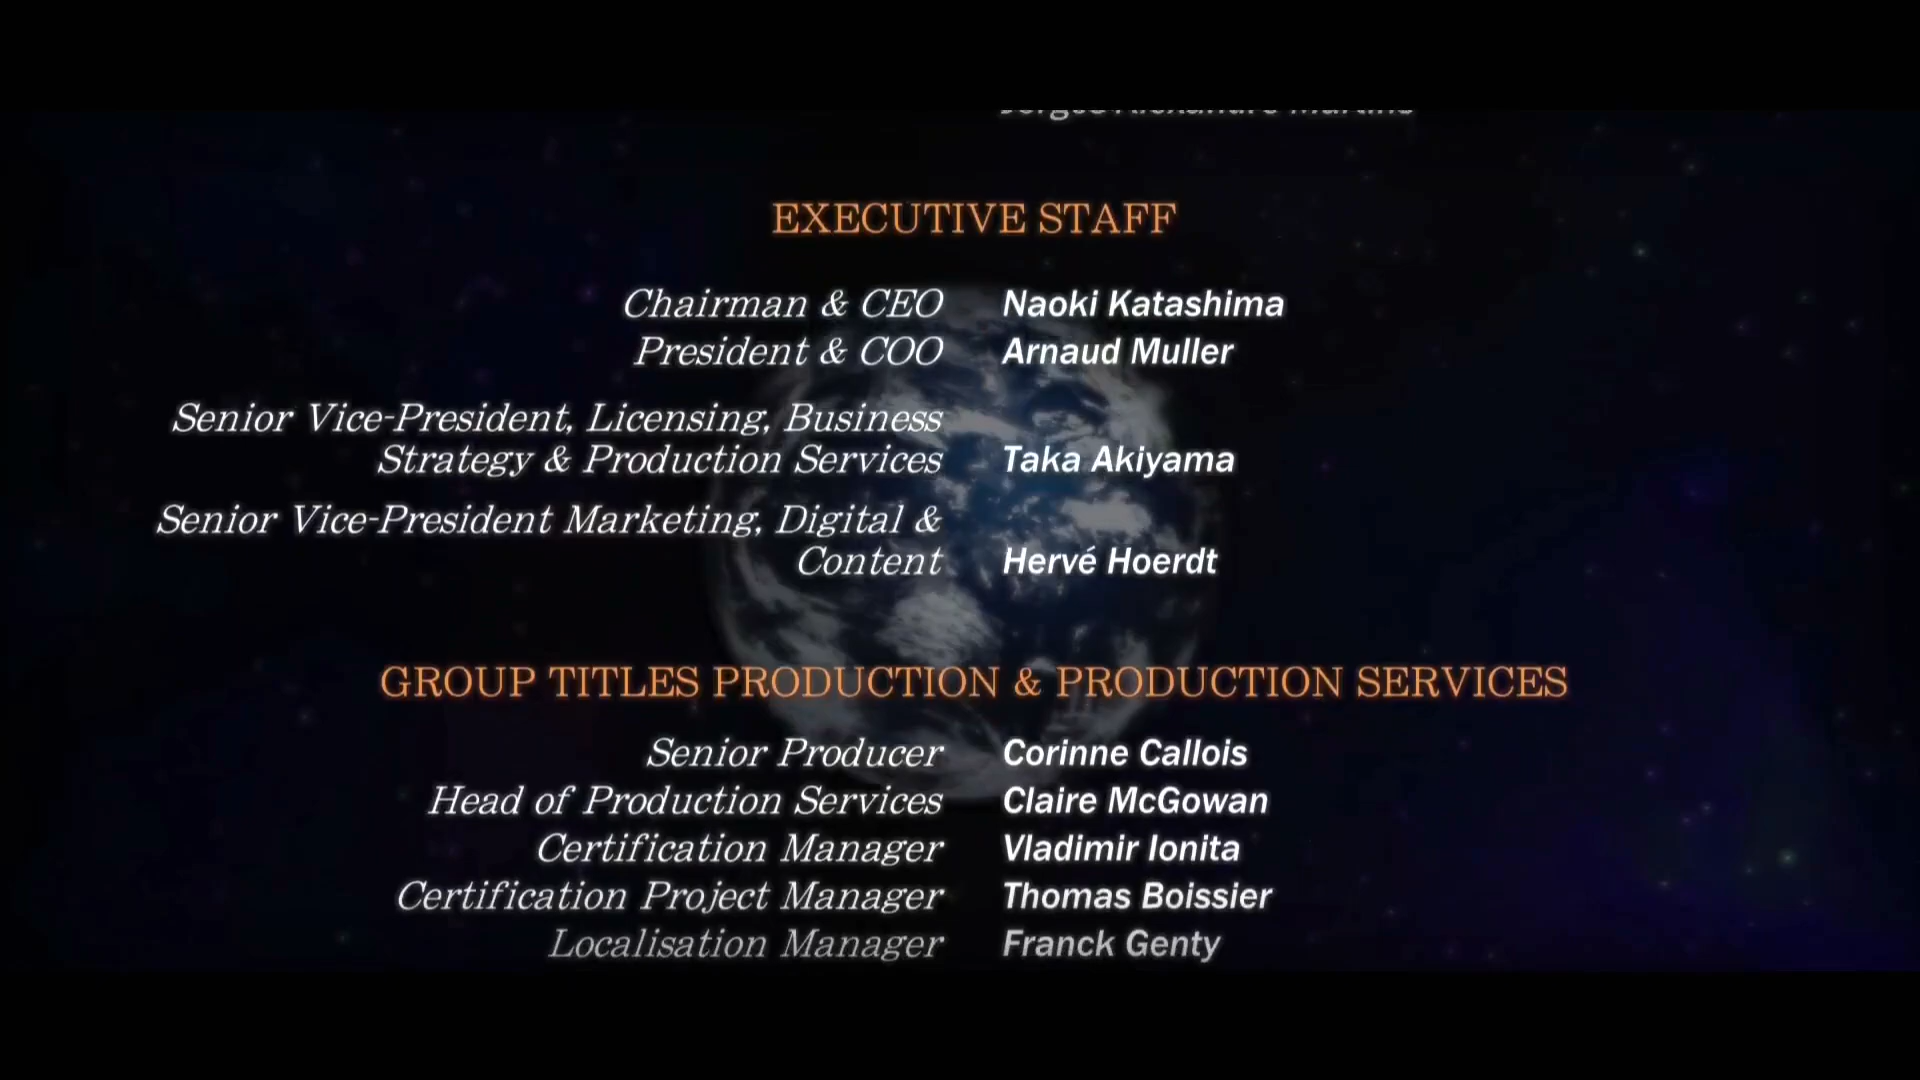 EXECUTIVE STAFF
Chairman & CEO Naoki Katashima
President & COO Arnaud Muller
Senior Vice-President, Licensing, Business
Strategy & Production Services Taka Akiyama
Senior Vice-President Marketing, Digital &
Content Hervé Hoerdt
GROUP TITLES PRODUCTION & PRODUCTION SERVICES
Senior Producer Corinne Callois
Head of Production Services Claire McGowan
Certification Manager Vladimir Ionita
Certification Project Manager Thomas Boissier
Localisation Manager Franck Genty